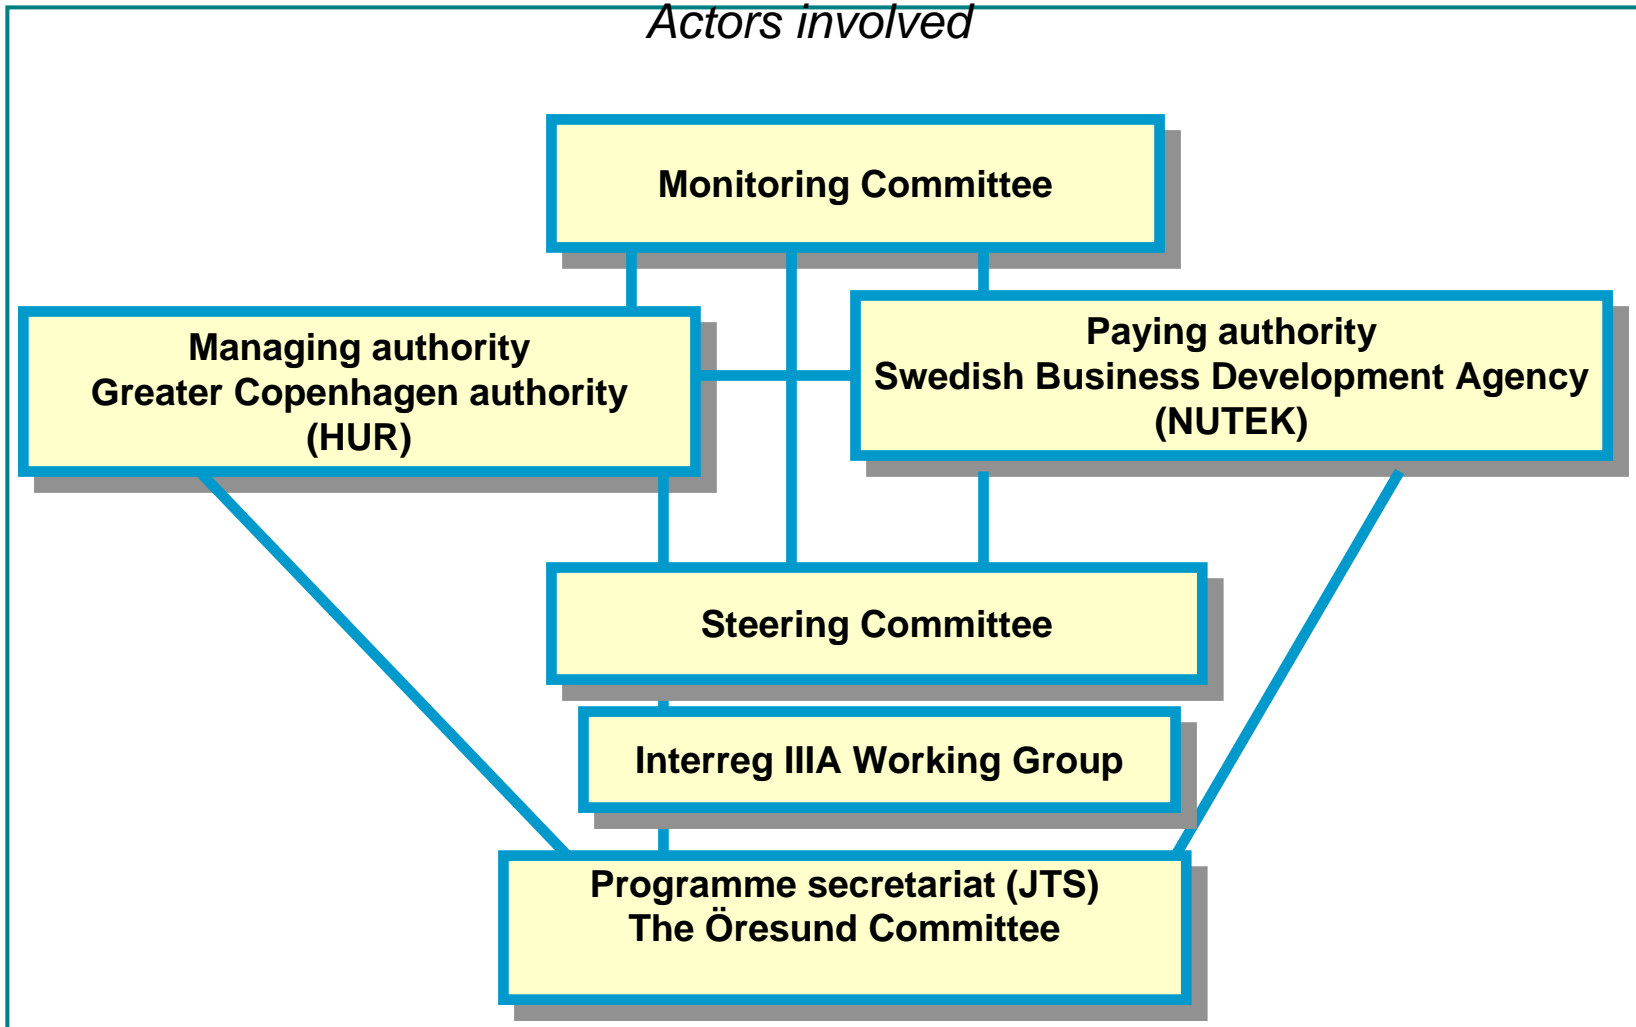 Actors involved
Monitoring Committee
Managing authority
Greater Copenhagen authority
(HUR)
Paying authority
Swedish Business Development Agency
(NUTEK)
Steering Committee
Interreg IIIA Working Group
Programme secretariat (JTS)
The Öresund Committee